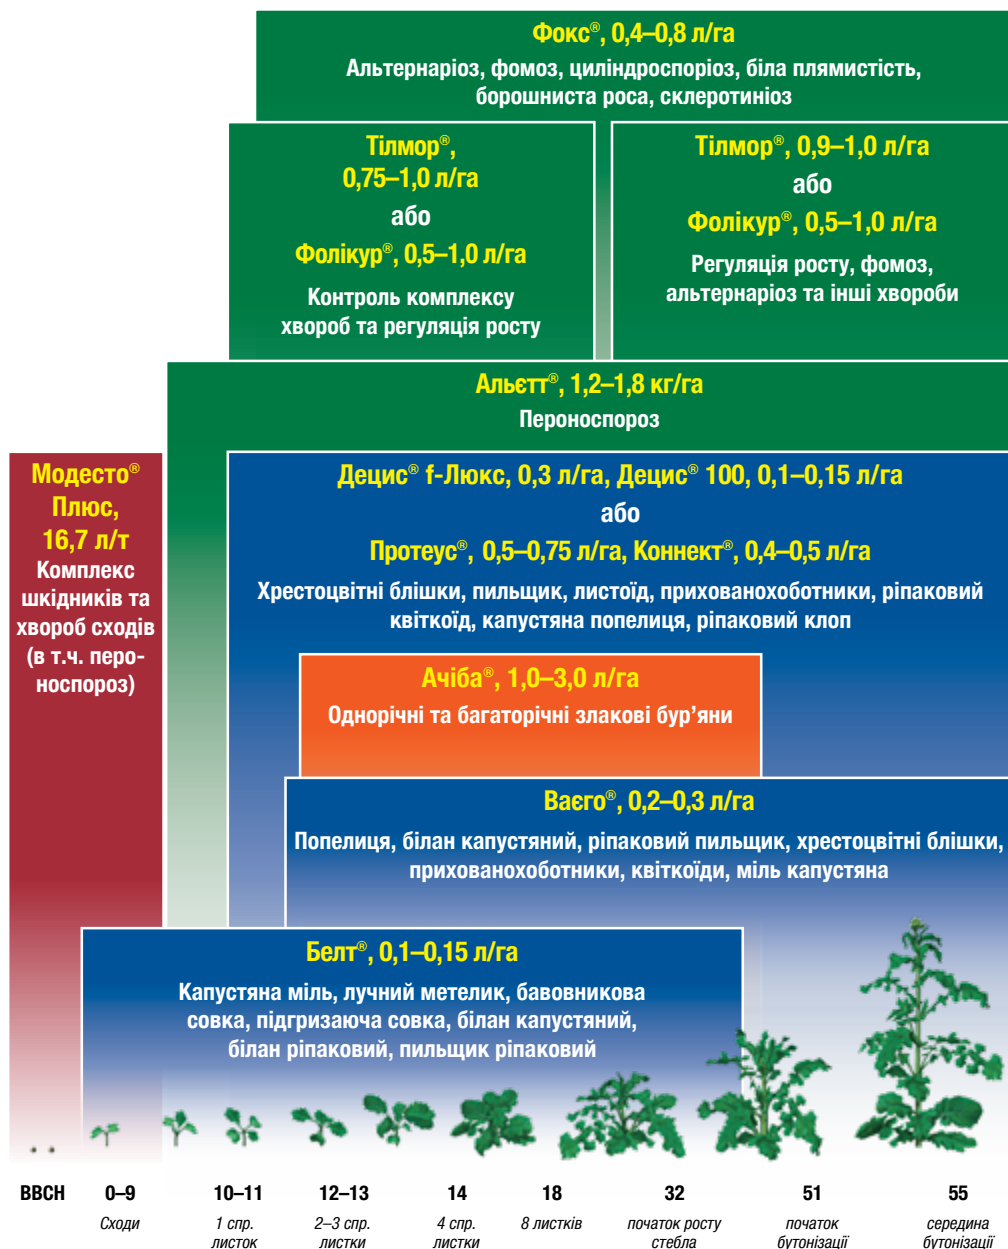 Фокс®, 0,4–0,8 л/га
Альтернаріоз, фомоз, циліндроспоріоз, біла плямистість,
борошниста роса, склеротиніоз
Тілмор®,
0,75–1,0 л/га
або
Фолікур®, 0,5–1,0 л/га
Контроль комплексу
хвороб та регуляція росту
Тілмор®, 0,9–1,0 л/га
або
Фолікур®, 0,5–1,0 л/га
Регуляція росту, фомоз,
альтернаріоз та інші хвороби
Альєтт®, 1,2–1,8 кг/га
Пероноспороз
Модесто®
Плюс,
16,7 л/т
Комплекс
шкідників та
хвороб сходів
(в т.ч. перо-
носпороз)
Децис® f-Люкс, 0,3 л/га, Децис® 100, 0,1–0,15 л/га
або
Протеус®, 0,5–0,75 л/га, Коннект®, 0,4–0,5 л/га
Хрестоцвітні блішки, пильщик, листоїд, прихованохоботники, ріпаковий
квіткоїд, капустяна попелиця, ріпаковий клоп
Ачіба®, 1,0–3,0 л/га
Однорічні та багаторічні злакові бур’яни
Ваєго®, 0,2–0,3 л/га
Попелиця, білан капустяний, ріпаковий пильщик, хрестоцвітні блішки,
прихованохоботники, квіткоїди, міль капустяна
Белт®, 0,1–0,15 л/га
Капустяна міль, лучний метелик, бавовникова
совка, підгризаюча совка, білан капустяний,
білан ріпаковий, пильщик ріпаковий
ВВСН 0–9 10–11 12–13 14 18 32 51 55
Сходи 1 спр. 2–3 спр. 4 спр. 8 листків початок росту початок середина
листок листки листки стебла бутонізації бутонізації